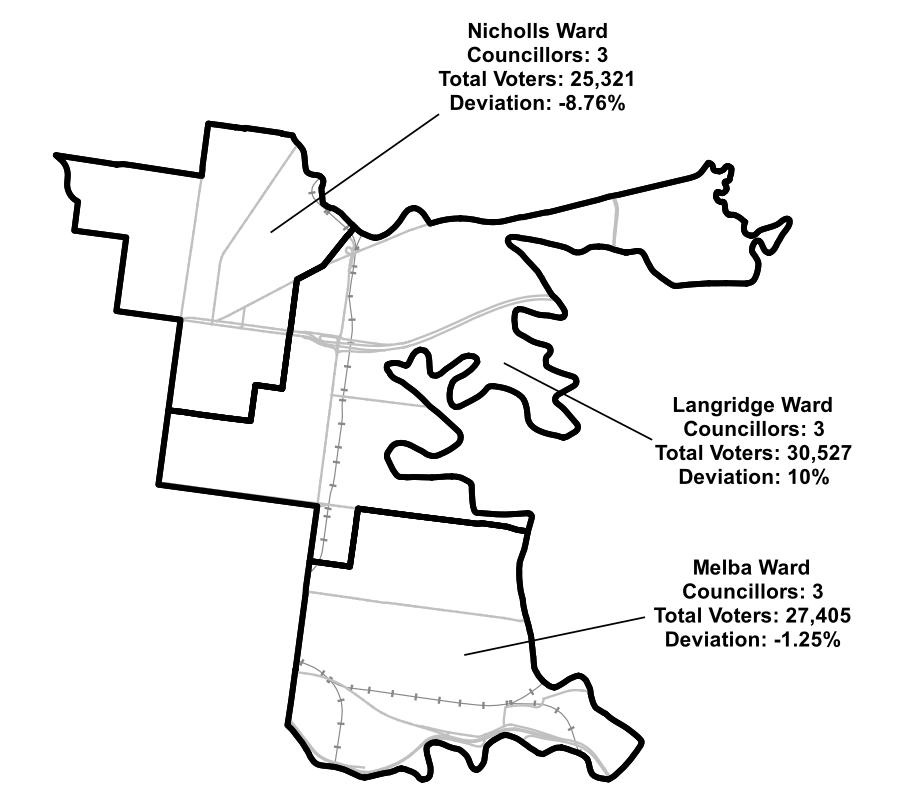 Nicholls Ward
Councillors: 3
Total Voters: 25,321
Deviation: -8.76%
Langridge Ward
Councillors: 3
Total Voters: 30,527
Deviation: 10%
Melba Ward
Councillors: 3
Total Voters: 27,405
Deviation: -1.25%